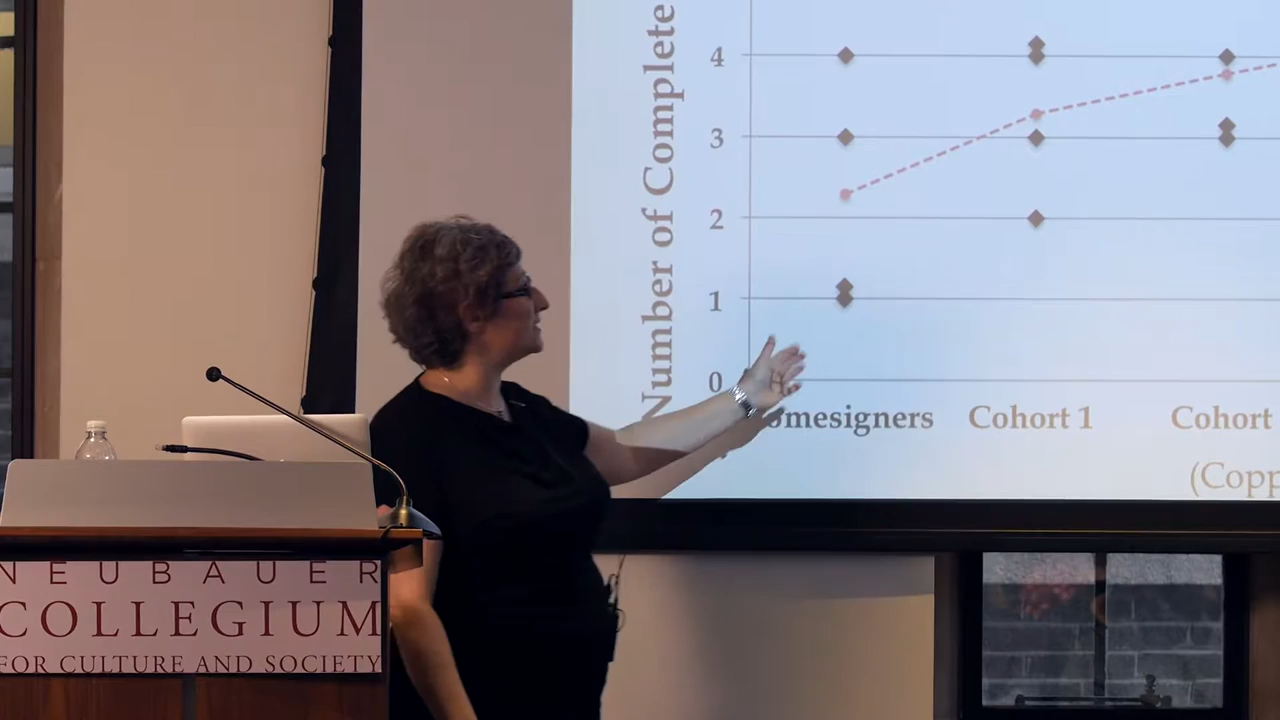 Number of Complete
4
3
2
1
0
omesigners
Cohort 1
Cohort
(Copp
NEUBAUER
COLLEGIUM
FOR CULTURE AND SOCIETY